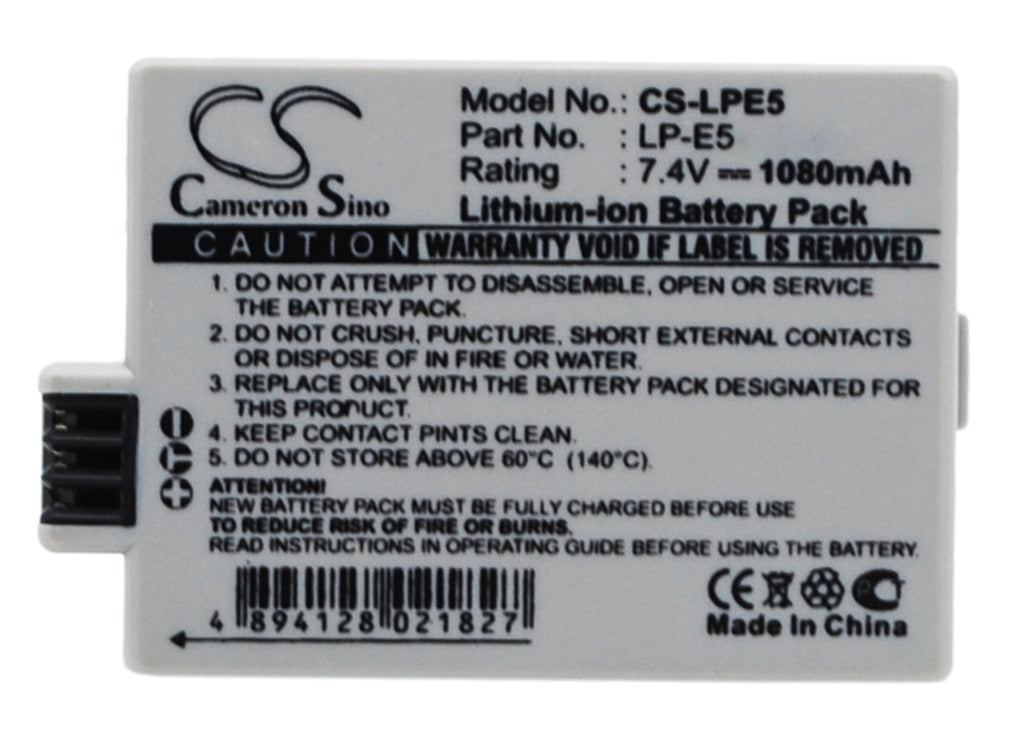 CS
Cameron Sino
Model No.: CS-LPE5
Part No. : LP-E5
Rating : 7.4V ⎓ 1080mAh
Lithium-ion Battery Pack
CAUTION WARRANTY VOID IF LABEL IS REMOVED
1. DO NOT ATTEMPT TO DISASSEMBLE, OPEN OR SERVICE
THE BATTERY PACK.
2. DO NOT CRUSH, PUNCTURE, SHORT EXTERNAL CONTACTS
OR DISPOSE OF IN FIRE OR WATER.
3. REPLACE ONLY WITH THE BATTERY PACK DESIGNATED FOR
THIS PRODUCT.
4. KEEP CONTACT PINTS CLEAN.
5. DO NOT STORE ABOVE 60°C (140°C).
ATTENTION!
NEW BATTERY PACK MUST BE FULLY CHARGED BEFORE USE
TO REDUCE RISK OF FIRE OR BURNS.
READ INSTRUCTIONS IN OPERATING GUIDE BEFORE USING THE BATTERY.
4 894128 021827
CE
Made In China